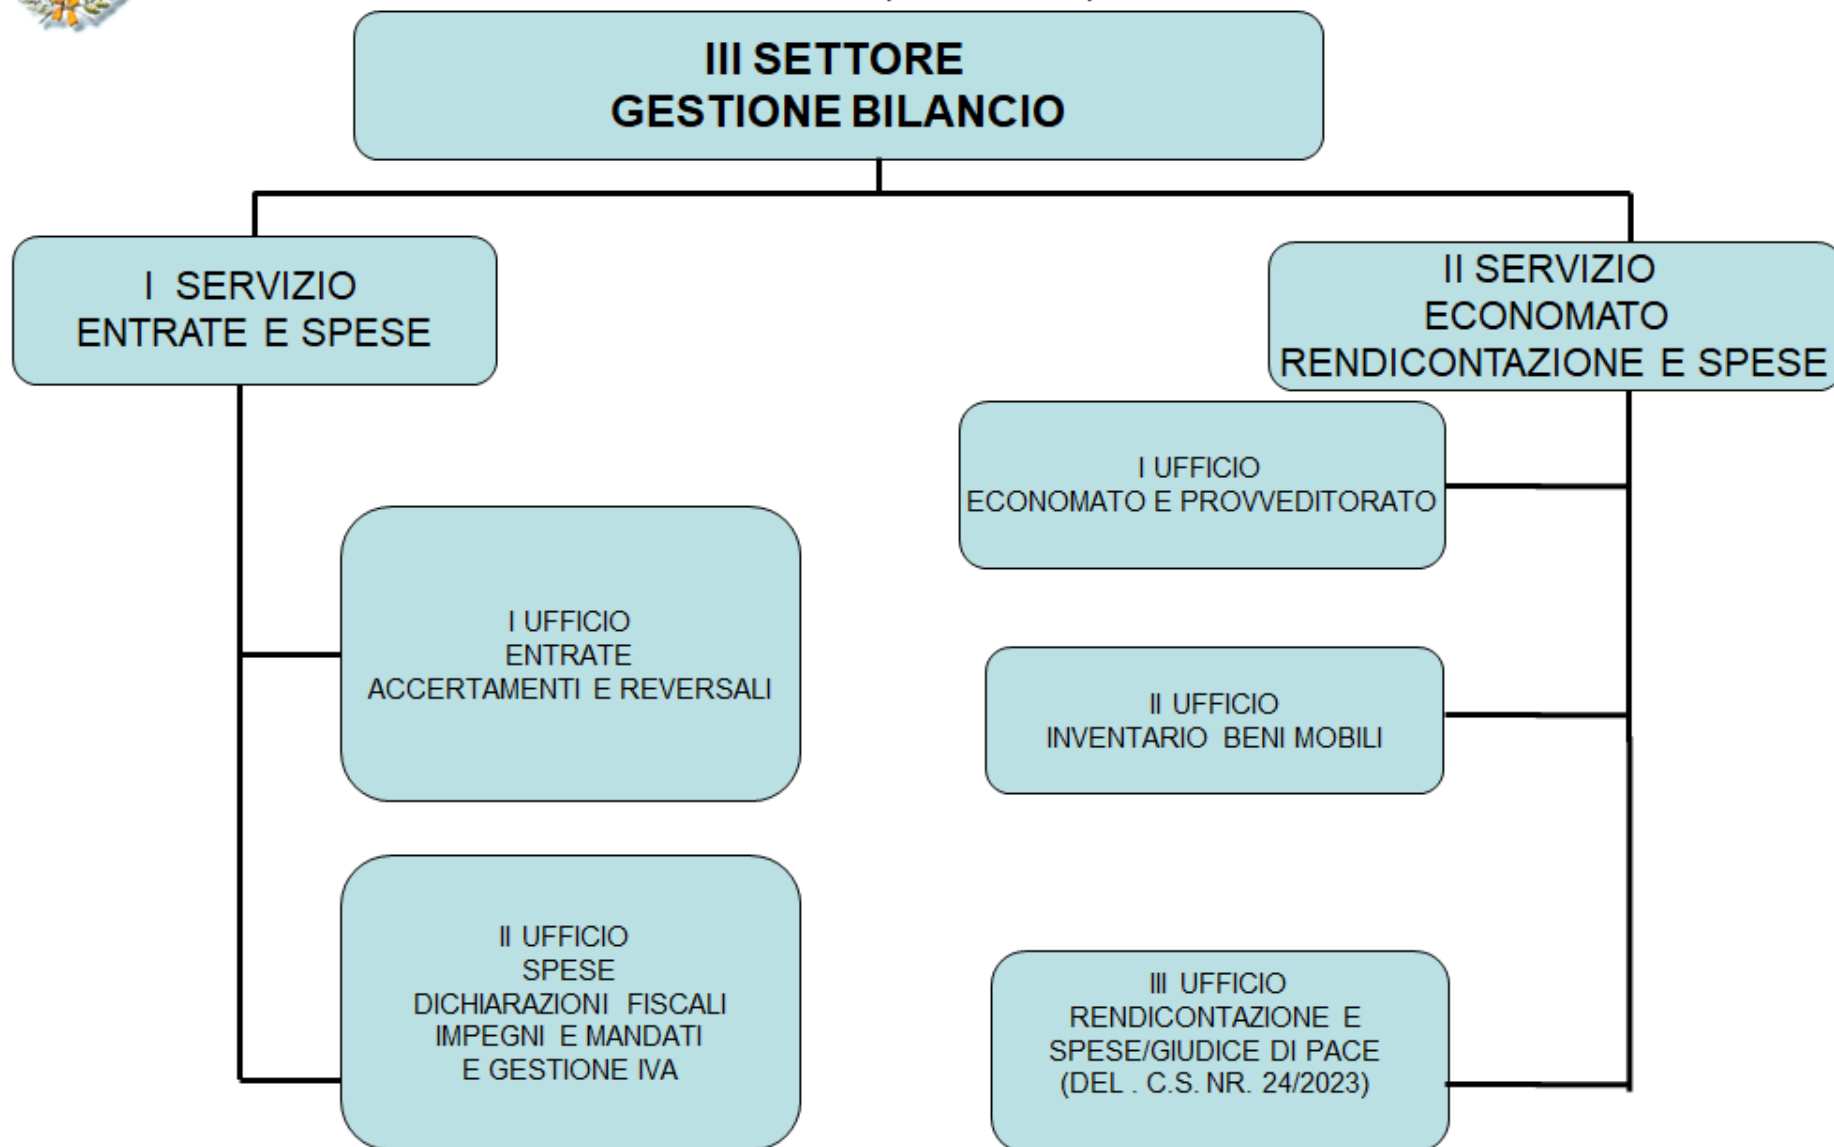 III SETTORE
GESTIONE BILANCIO
I SERVIZIO
ENTRATE E SPESE
II SERVIZIO
ECONOMATO
RENDICONTAZIONE E SPESE
I UFFICIO
ENTRATE
ACCERTAMENTI E REVERSALI
II UFFICIO
SPESE
DICHIARAZIONI FISCALI
IMPEGNI E MANDATI
E GESTIONE IVA
I UFFICIO
ECONOMATO E PROVVEDITORATO
II UFFICIO
INVENTARIO BENI MOBILI
III UFFICIO
RENDICONTAZIONE E
SPESE/GIUDICE DI PACE
(DEL . C.S. NR. 24/2023)